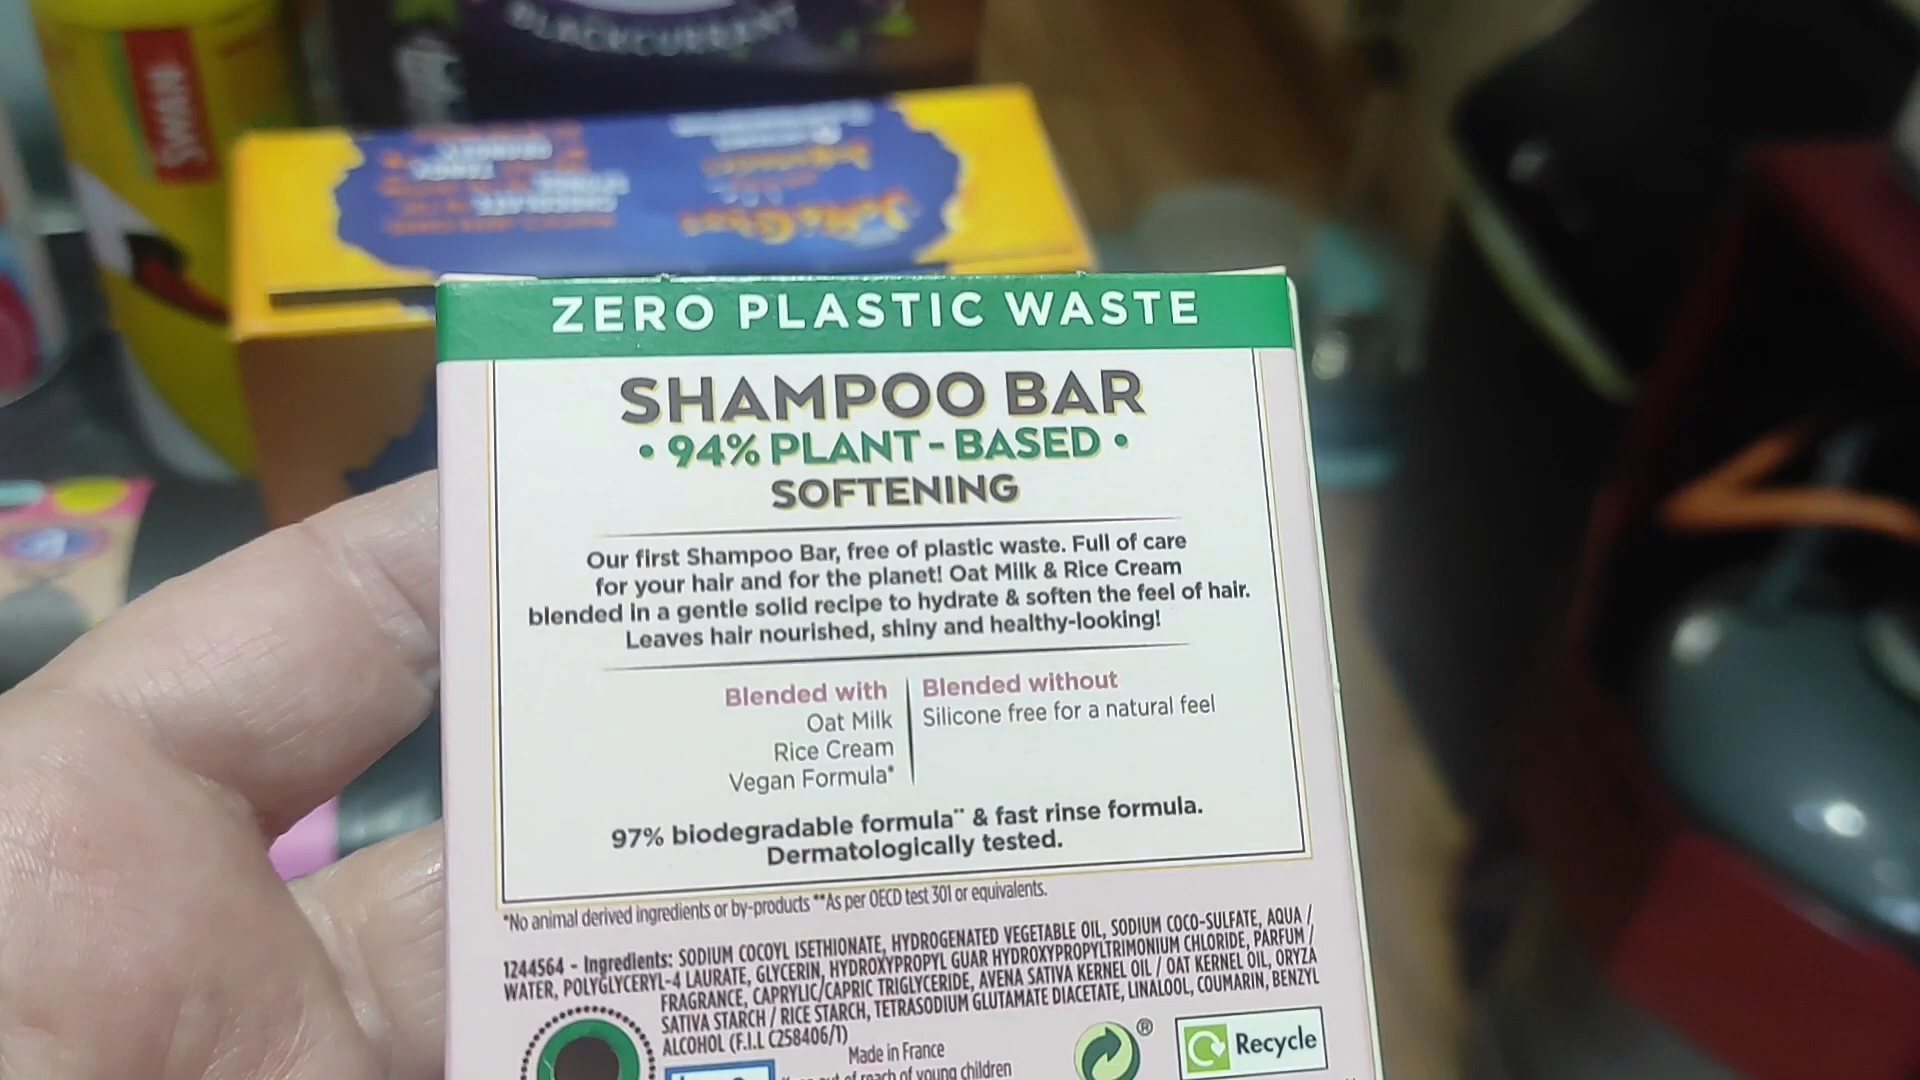 BLACKCURRANT
SWAN
ZERO PLASTIC WASTE
SHAMPOO BAR
• 94% PLANT-BASED •
SOFTENING
Our first Shampoo Bar, free of plastic waste. Full of care
for your hair and for the planet! Oat Milk & Rice Cream
blended in a gentle solid recipe to hydrate & soften the feel of hair.
Leaves hair nourished, shiny and healthy-looking!
Blended with
Oat Milk
Rice Cream
Vegan Formula*
Blended without
Silicone free for a natural feel
97% biodegradable formula** & fast rinse formula.
Dermatologically tested.
*No animal derived ingredients or by-products **As per OECD test 301 or equivalents.
1244564 - Ingredients: SODIUM COCOYL ISETHIONATE, HYDROGENATED VEGETABLE OIL, SODIUM COCO-SULFATE, AQUA /
WATER, POLYGLYCERYL-4 LAURATE, GLYCERIN, HYDROXYPROPYL GUAR HYDROXYPROPYLTRIMONIUM CHLORIDE, PARFUM /
FRAGRANCE, CAPRYLIC/CAPRIC TRIGLYCERIDE, AVENA SATIVA KERNEL OIL / OAT KERNEL OIL, ORYZA
SATIVA STARCH / RICE STARCH, TETRASODIUM GLUTAMATE DIACETATE, LINALOOL, COUMARIN, BENZYL
ALCOHOL (F.I.L C258406/1)
Made in France
out of reach of young children
®
Recycle